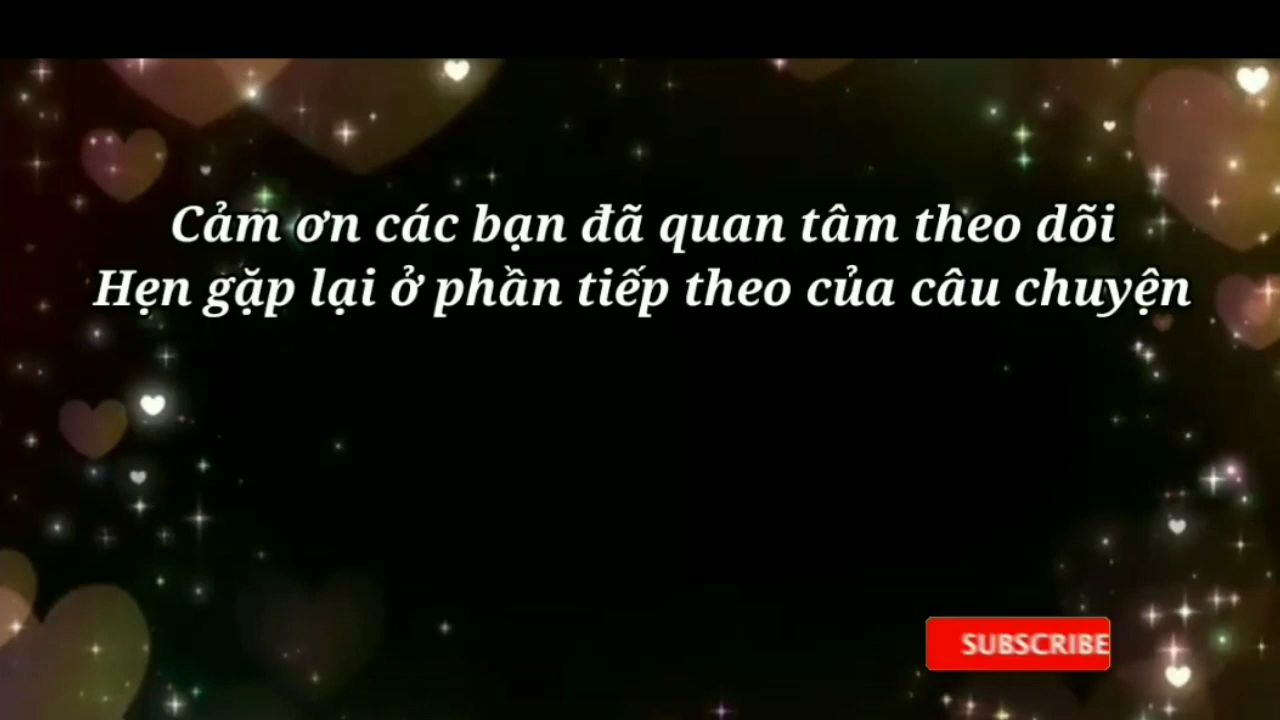 Cảm ơn các bạn đã quan tâm theo dõi
Hẹn gặp lại ở phần tiếp theo của câu chuyện
SUBSCRIBE